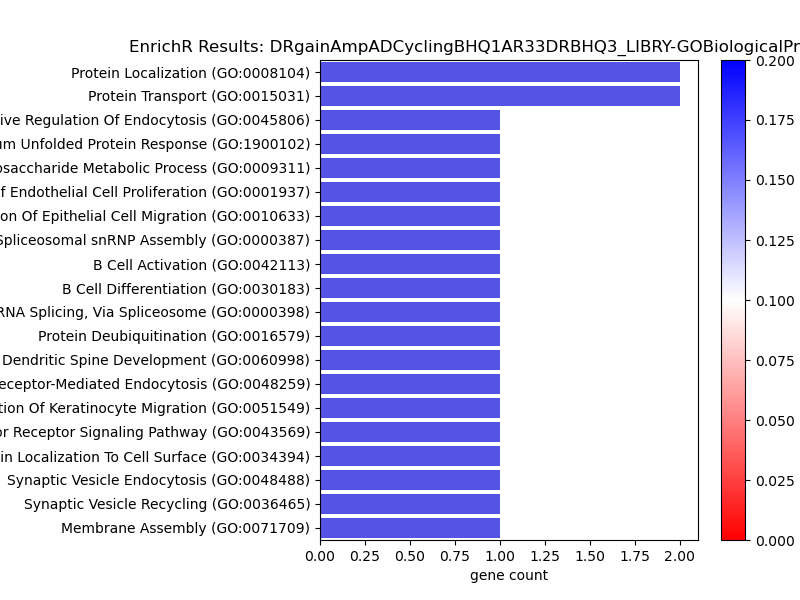 EnrichR Results: DRgainAmpADCyclingBHQ1AR33DRBHQ3_LIBRY-GOBiologicalPr
Protein Localization (GO:0008104)
Protein Transport (GO:0015031)
ive Regulation Of Endocytosis (GO:0045806)
m Unfolded Protein Response (GO:1900102)
osaccharide Metabolic Process (GO:0009311)
f Endothelial Cell Proliferation (GO:0001937)
on Of Epithelial Cell Migration (GO:0010633)
Spliceosomal snRNP Assembly (GO:0000387)
B Cell Activation (GO:0042113)
B Cell Differentiation (GO:0030183)
RNA Splicing, Via Spliceosome (GO:0000398)
Protein Deubiquitination (GO:0016579)
Dendritic Spine Development (GO:0060998)
eceptor-Mediated Endocytosis (GO:0048259)
tion Of Keratinocyte Migration (GO:0051549)
or Receptor Signaling Pathway (GO:0043569)
in Localization To Cell Surface (GO:0034394)
Synaptic Vesicle Endocytosis (GO:0048488)
Synaptic Vesicle Recycling (GO:0036465)
Membrane Assembly (GO:0071709)
0.00 0.25 0.50 0.75 1.00 1.25 1.50 1.75 2.00
gene count
0.200
0.175
0.150
0.125
0.100
0.075
0.050
0.025
0.000